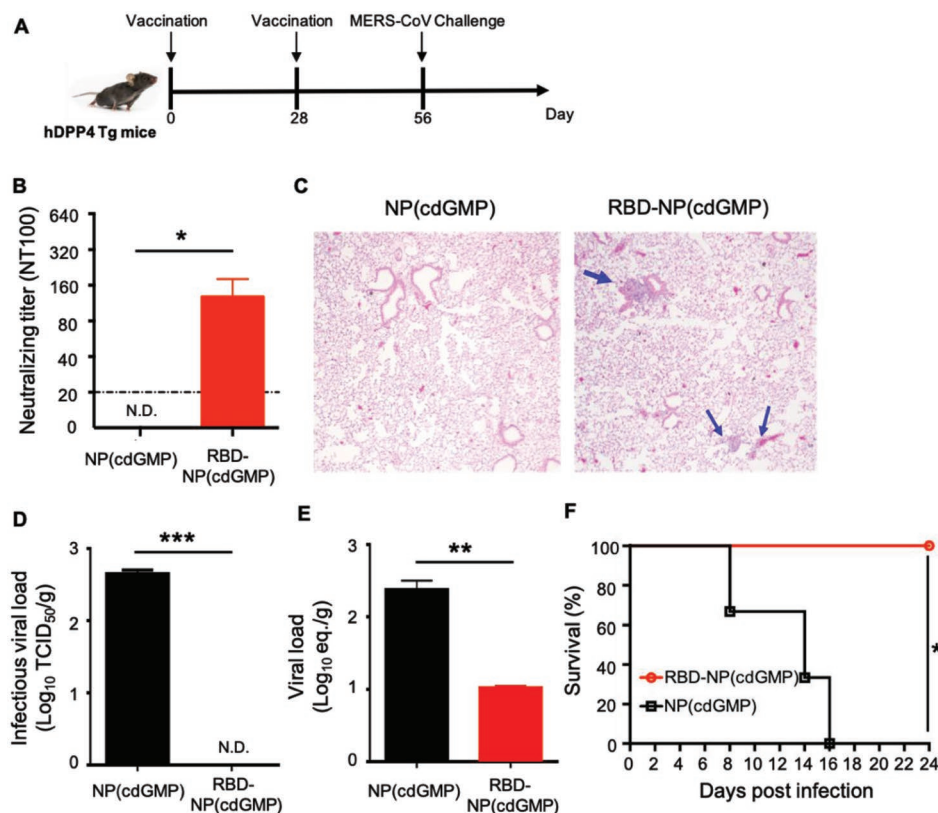 A
Vaccination
Vaccination
MERS-CoV Challenge
hDPP4 Tg mice
0
28
56
Day
B
Neutralizing titer (NT100)
640
320
160
80
40
20
0
*
N.D.
NP(cdGMP)
RBD-
NP(cdGMP)
C
NP(cdGMP)
RBD-NP(cdGMP)
D
Infectious viral load
(Log₁₀ TCID₅₀/g)
3
2
1
0
***
N.D.
NP(cdGMP)
RBD-
NP(cdGMP)
E
Viral load
(Log₁₀ eq./g)
3
2
1
0
**
NP(cdGMP)
RBD-
NP(cdGMP)
F
Survival (%)
100
80
60
40
20
0
RBD-NP(cdGMP)
NP(cdGMP)
*
0 2 4 6 8 10 12 14 16 18 20 22 24
Days post infection